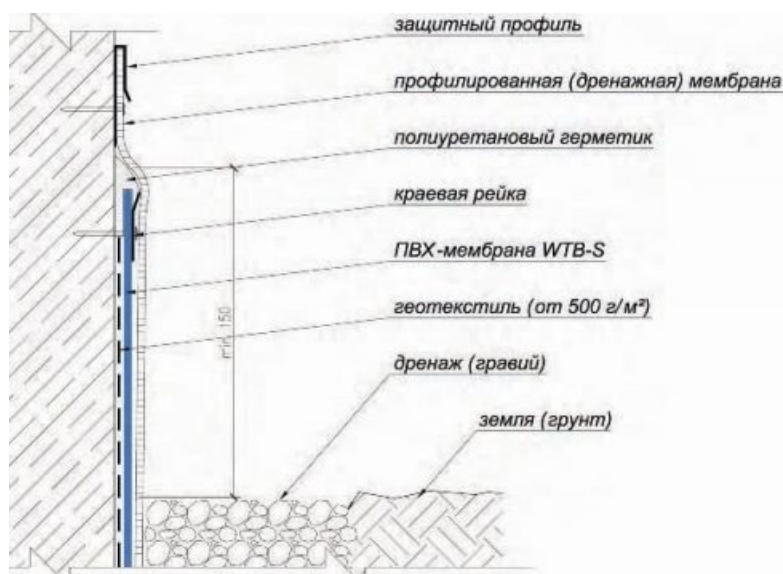 защитный профиль
профилированная (дренажная) мембрана
полиуретановый герметик
краевая рейка
ПВХ-мембрана WTB-S
геотекстиль (от 500 г/м²)
min. 150
дренаж (гравий)
земля (грунт)